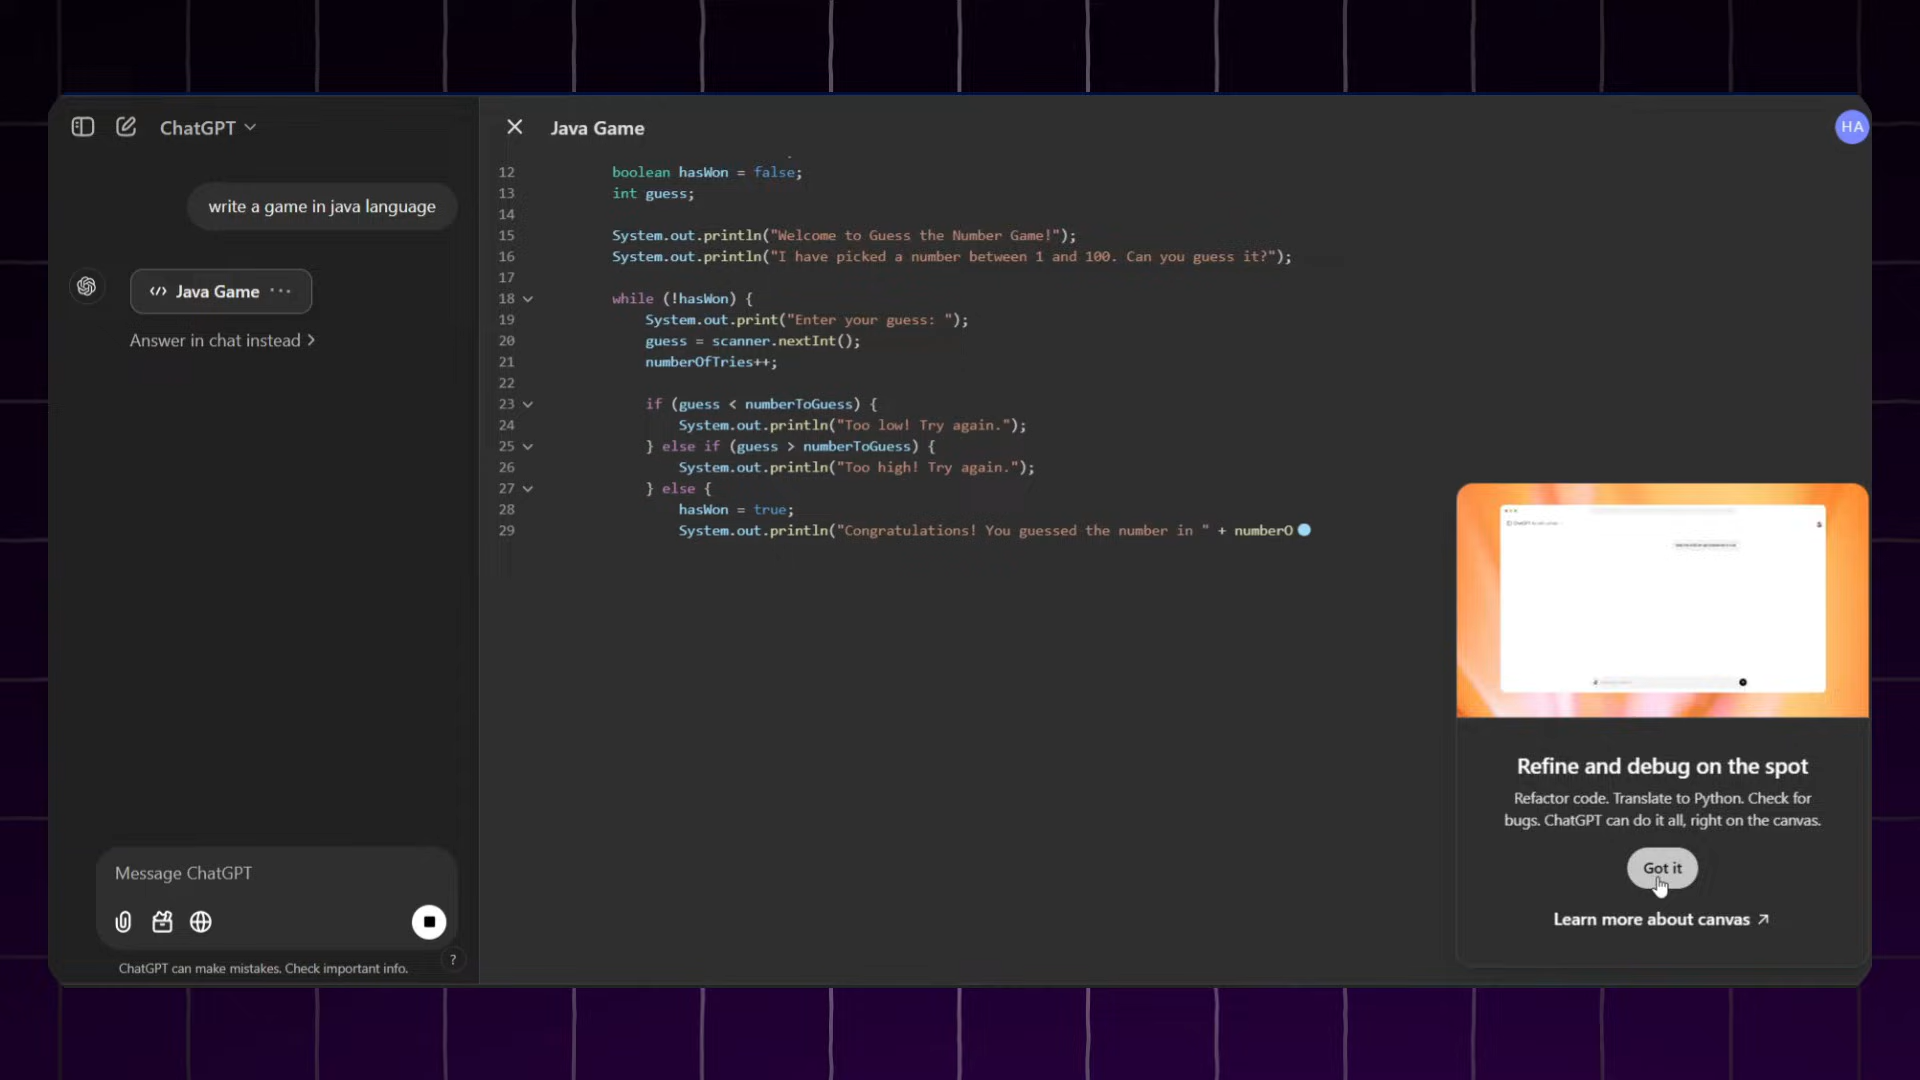 ChatGPT
write a game in java language
Java Game
Answer in chat instead
Message ChatGPT
ChatGPT can make mistakes. Check important info.
?
Java Game
HA
12 boolean hasWon = false;
13 int guess;
14
15 System.out.println("Welcome to Guess the Number Game!");
16 System.out.println("I have picked a number between 1 and 100. Can you guess it?");
17
18 while (!hasWon) {
19 System.out.print("Enter your guess: ");
20 guess = scanner.nextInt();
21 numberOfTries++;
22
23 if (guess < numberToGuess) {
24 System.out.println("Too low! Try again.");
25 } else if (guess > numberToGuess) {
26 System.out.println("Too high! Try again.");
27 } else {
28 hasWon = true;
29 System.out.println("Congratulations! You guessed the number in " + numberO
Refine and debug on the spot
Refactor code. Translate to Python. Check for
bugs. ChatGPT can do it all, right on the canvas.
Got it
Learn more about canvas